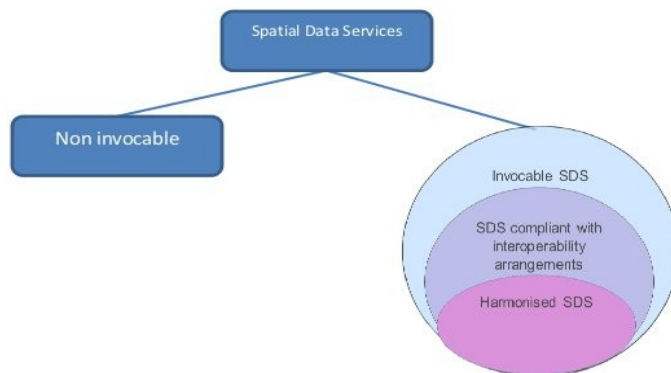 Spatial Data Services
Non invocable
Invocable SDS
SDS compliant with
interoperability
arrangements
Harmonised SDS